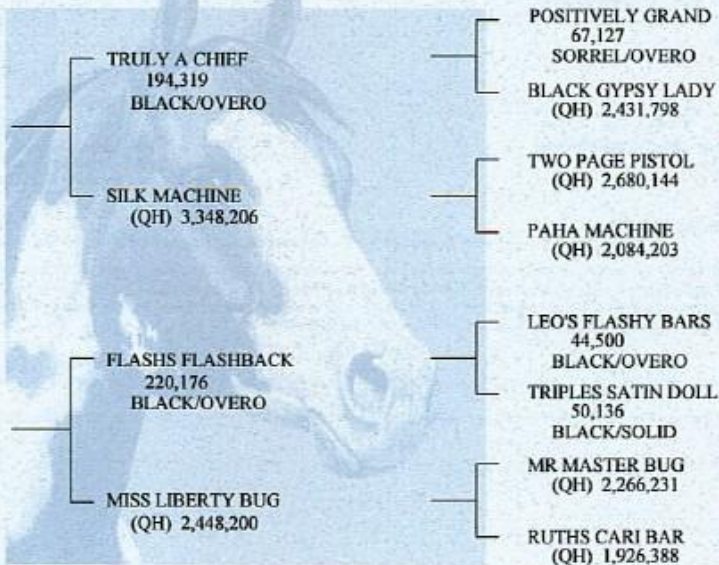 TRULY A CHIEF
194,319
BLACK/OVERO
SILK MACHINE
(QH) 3,348,206
FLASHS FLASHBACK
220,176
BLACK/OVERO
MISS LIBERTY BUG
(QH) 2,448,200
POSITIVELY GRAND
67,127
SORREL/OVERO
BLACK GYPSY LADY
(QH) 2,431,798
TWO PAGE PISTOL
(QH) 2,680,144
PAHA MACHINE
(QH) 2,084,203
LEO'S FLASHY BARS
44,500
BLACK/OVERO
TRIPLES SATIN DOLL
50,136
BLACK/SOLID
MR MASTER BUG
(QH) 2,266,231
RUTHS CARI BAR
(QH) 1,926,388